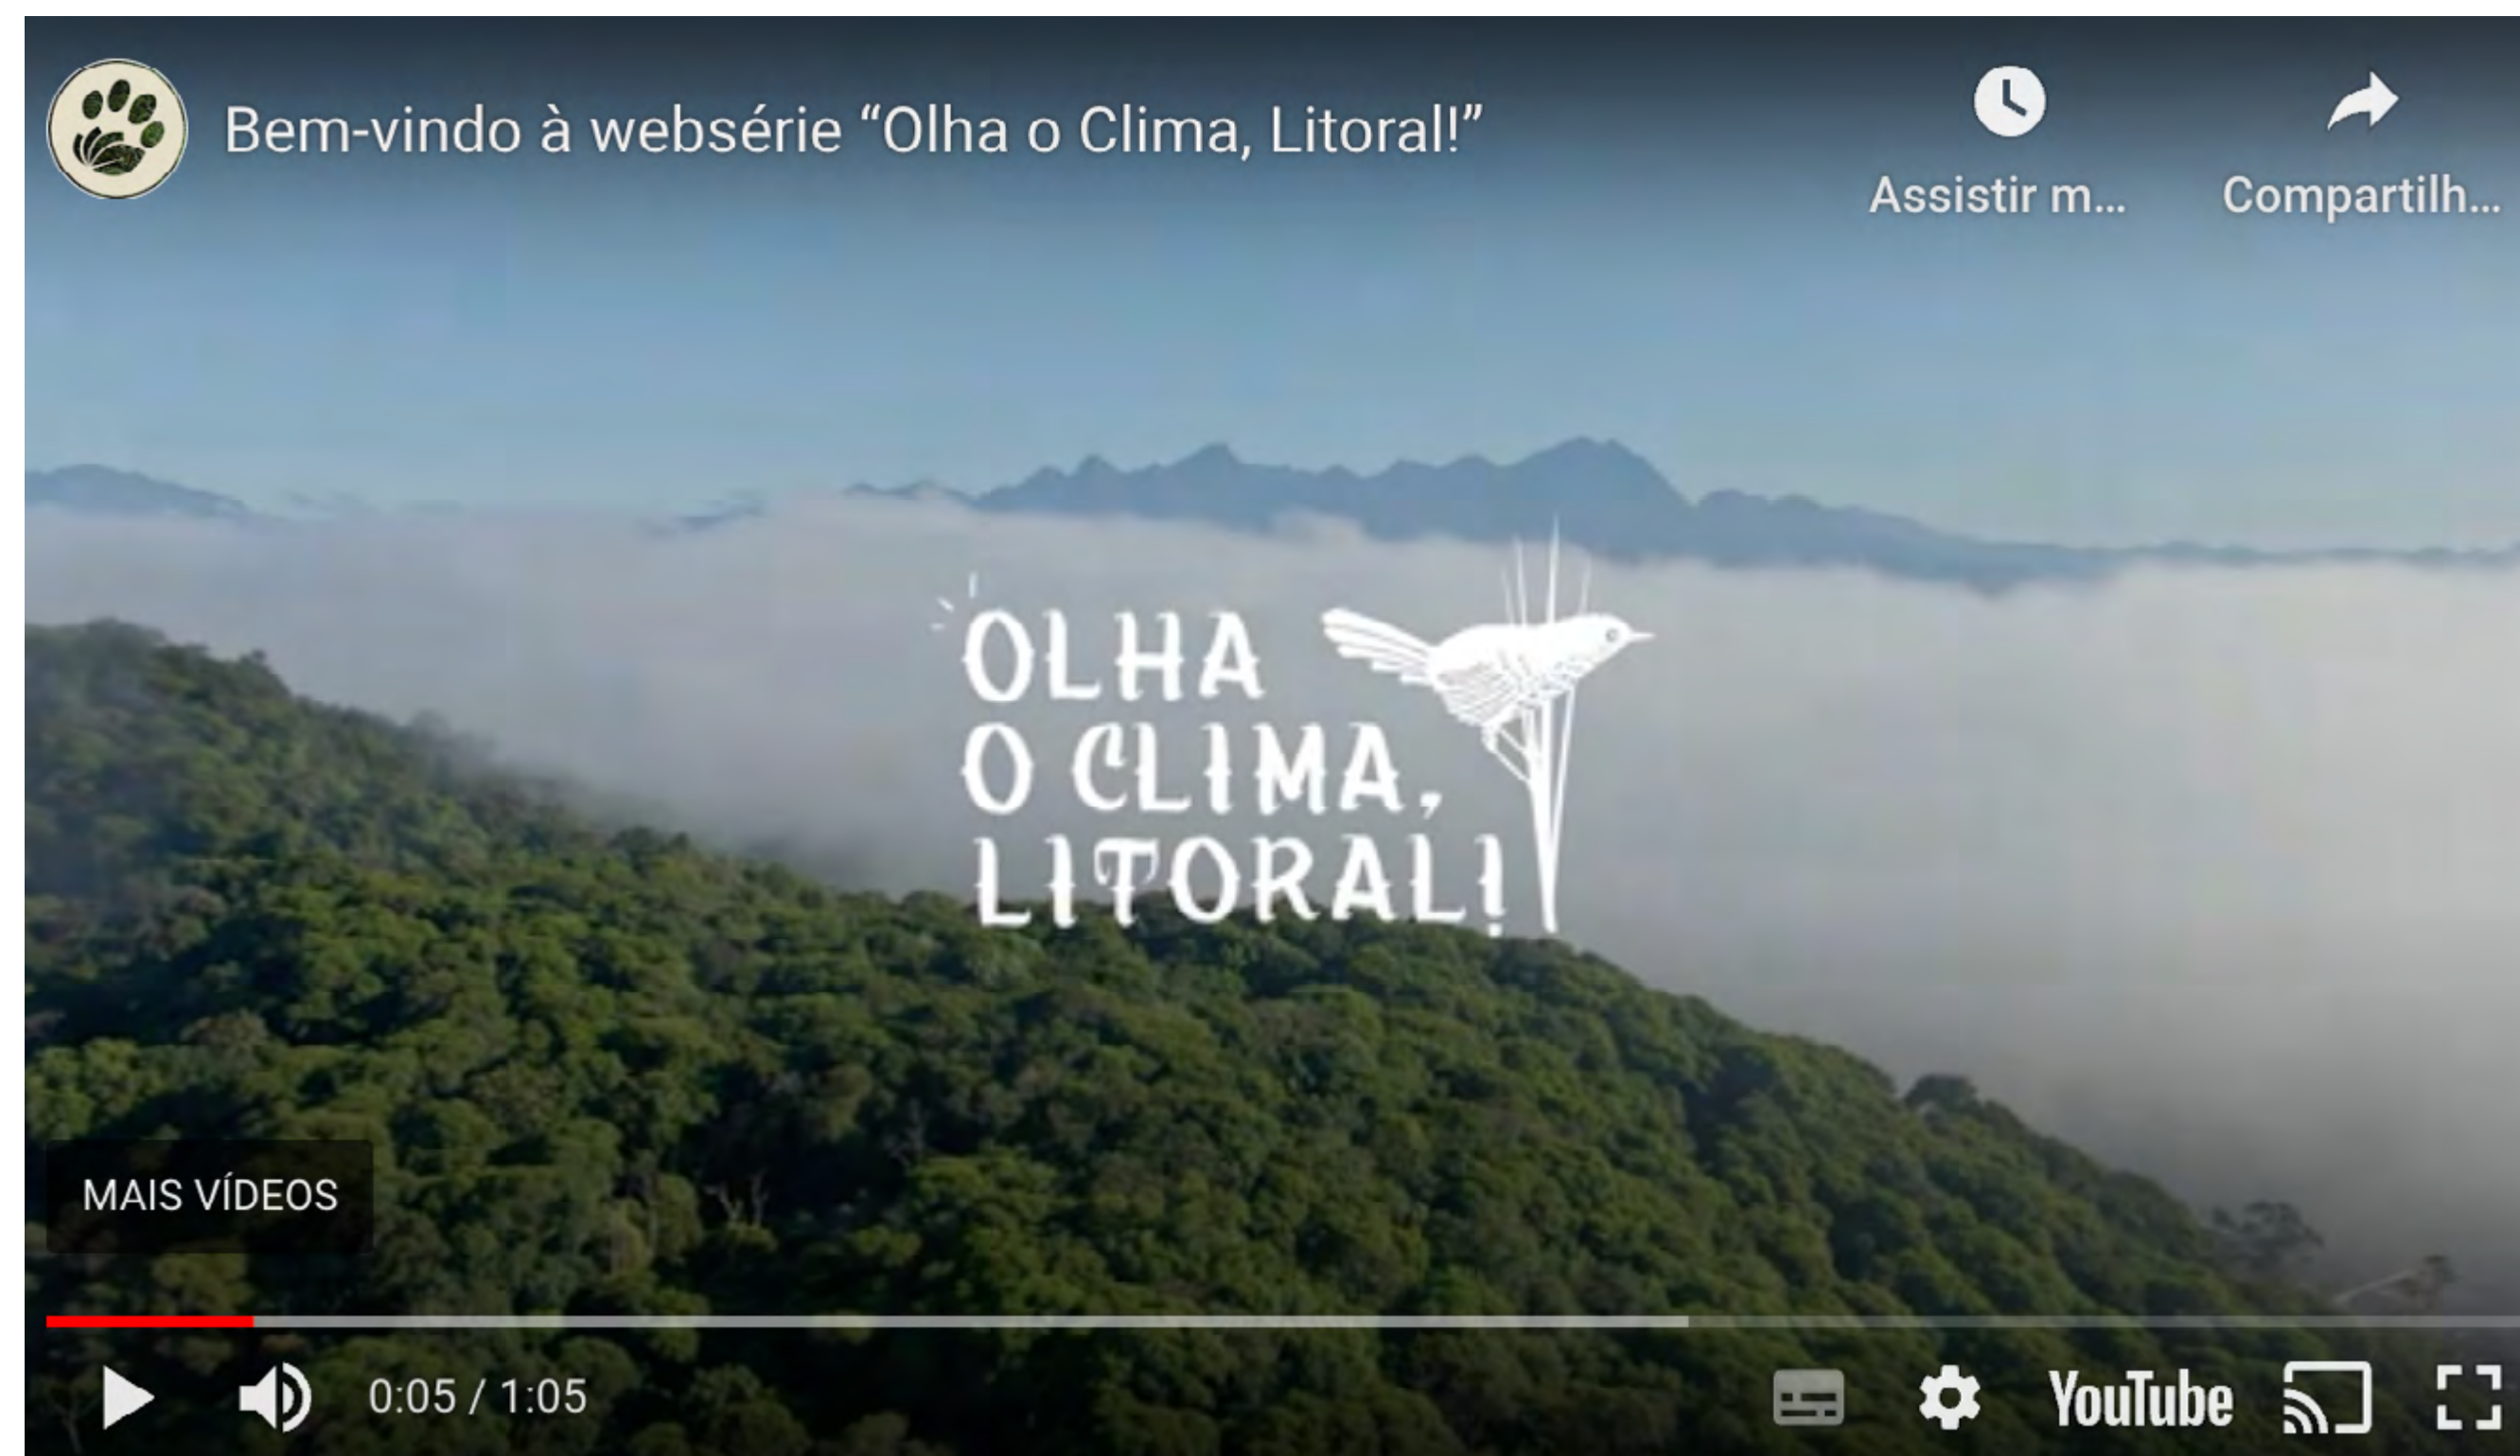 Bem-vindo à websérie “Olha o Clima, Litoral!”
Assistir m...
Compartilh...
OLHA
O CLIMA,
LITORAL!
MAIS VÍDEOS
0:05 / 1:05
YouTube